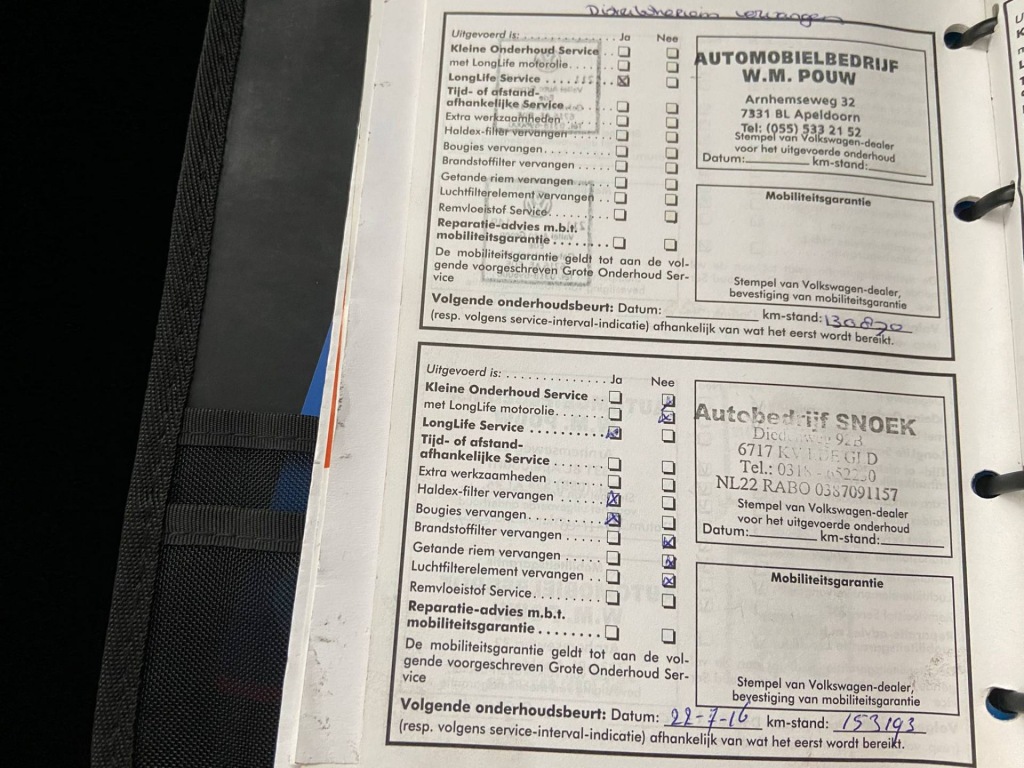 Distributieriem vervangen
Uitgevoerd is: Ja Nee
Kleine Onderhoud Service
met LongLife motorolie
LongLife Service
Tijd- of afstand-
afhankelijke Service
Extra werkzaamheden
Haldex-filter vervangen
Bougies vervangen
Brandstoffilter vervangen
Getande riem vervangen
Luchtfilterelement vervangen
Remvloeistof Service
Reparatie-advies m.b.t.
mobiliteitsgarantie
De mobiliteitsgarantie geldt tot aan de vol-
gende voorgeschreven Grote Onderhoud Ser-
vice
AUTOMOBIELBEDRIJF
W.M. POUW
Arnhemseweg 32
7331 BL Apeldoorn
Tel: (055) 533 21 52
Stempel van Volkswagen-dealer
voor het uitgevoerde onderhoud
Datum: km-stand:
Mobiliteitsgarantie
Stempel van Volkswagen-dealer,
bevestiging van mobiliteitsgarantie
Volgende onderhoudsbeurt: Datum: km-stand: 130870
(resp. volgens service-interval-indicatie) afhankelijk van wat het eerst wordt bereikt.
Uitgevoerd is: Ja Nee
Kleine Onderhoud Service
met LongLife motorolie
LongLife Service
Tijd- of afstand-
afhankelijke Service
Extra werkzaamheden
Haldex-filter vervangen
Bougies vervangen
Brandstoffilter vervangen
Getande riem vervangen
Luchtfilterelement vervangen
Remvloeistof Service
Reparatie-advies m.b.t.
mobiliteitsgarantie
De mobiliteitsgarantie geldt tot aan de vol-
gende voorgeschreven Grote Onderhoud Ser-
vice
Autobedrijf SNOEK
92B
6717
Tel.: 0318
NL22 RABO 0387091157
Stempel van Volkswagen-dealer
voor het uitgevoerde onderhoud
Datum: km-stand:
Mobiliteitsgarantie
Stempel van Volkswagen-dealer,
bevestiging van mobiliteitsgarantie
Volgende onderhoudsbeurt: Datum: 22-7-16 km-stand: 153193
(resp. volgens service-interval-indicatie) afhankelijk van wat het eerst wordt bereikt.